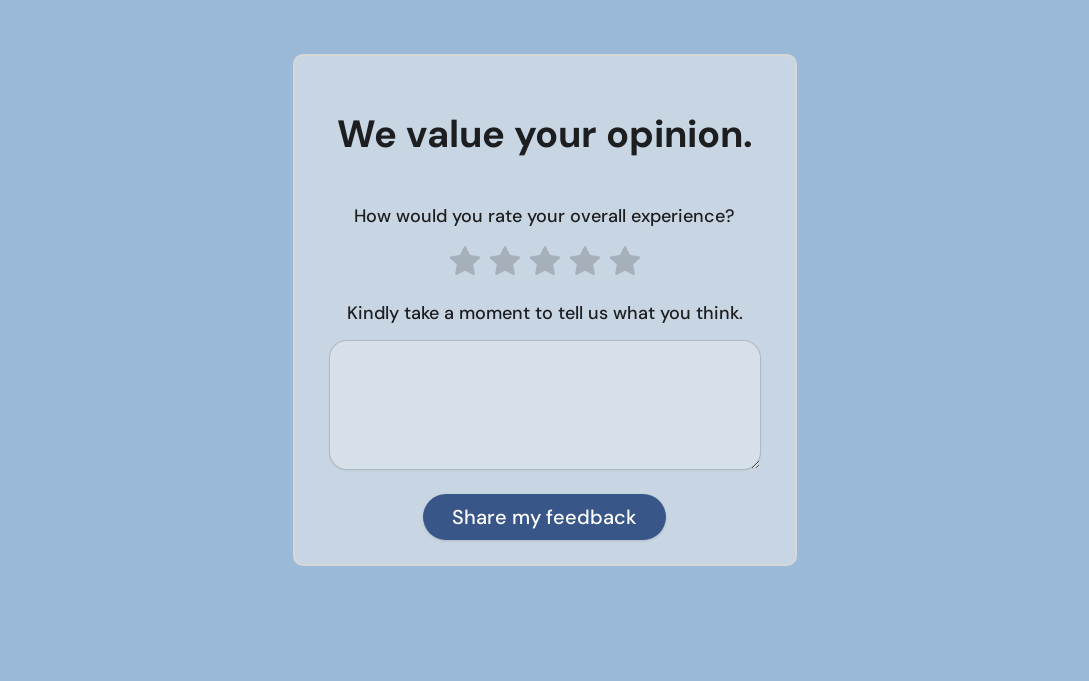 We value your opinion.
How would you rate your overall experience?
Kindly take a moment to tell us what you think.
Share my feedback